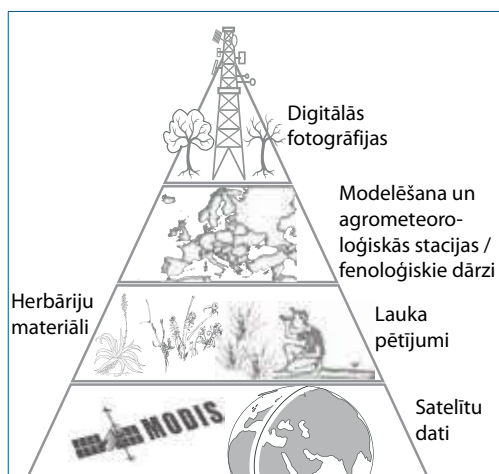 Digitālās
fotogrāfijas
Modelēšana un
agrometeoro-
loģiskās stacijas /
fenoloģiskie dārzi
Herbāriju
materiāli
Lauka
pētījumi
MODIS
Satelītu
dati